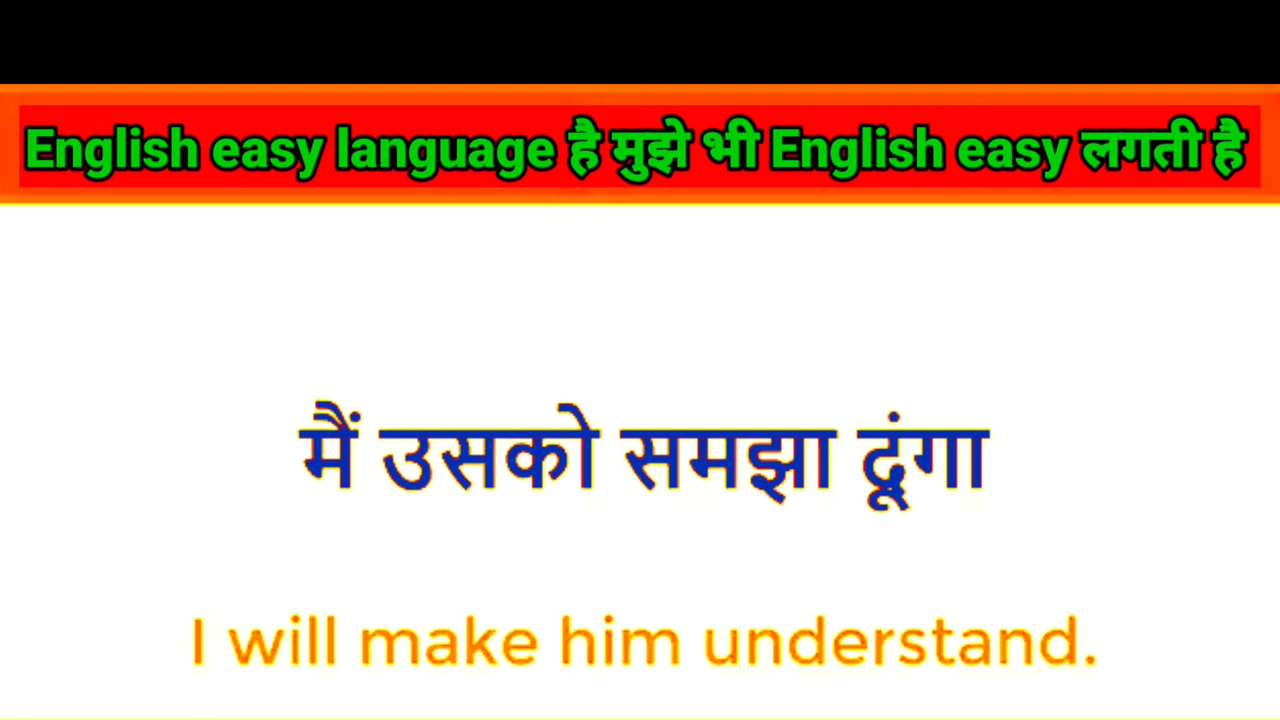 English easy language है मुझे भी English easy लगती है
मैं उसको समझा दूंगा
I will make him understand.